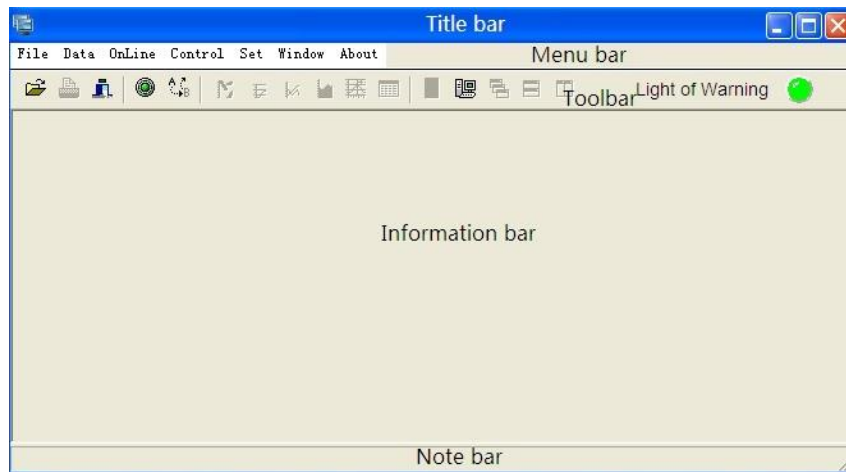 Title bar
File Data OnLine Control Set Window About Menu bar
Toolbar Light of Warning
Information bar
Note bar